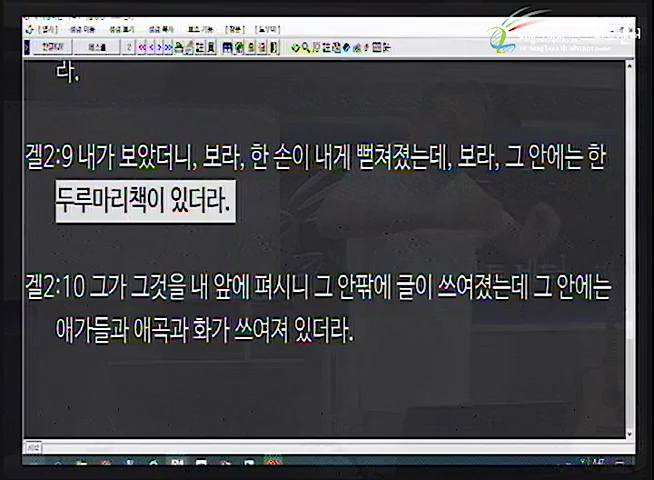 라.
겔2:9 내가 보았더니, 보라, 한 손이 내게 뻗쳐졌는데, 보라, 그 안에는 한
두루마리책이 있더라.
겔2:10 그가 그것을 내 앞에 펴시니 그 안팎에 글이 쓰여졌는데 그 안에는
애가들과 애곡과 화가 쓰여져 있더라.